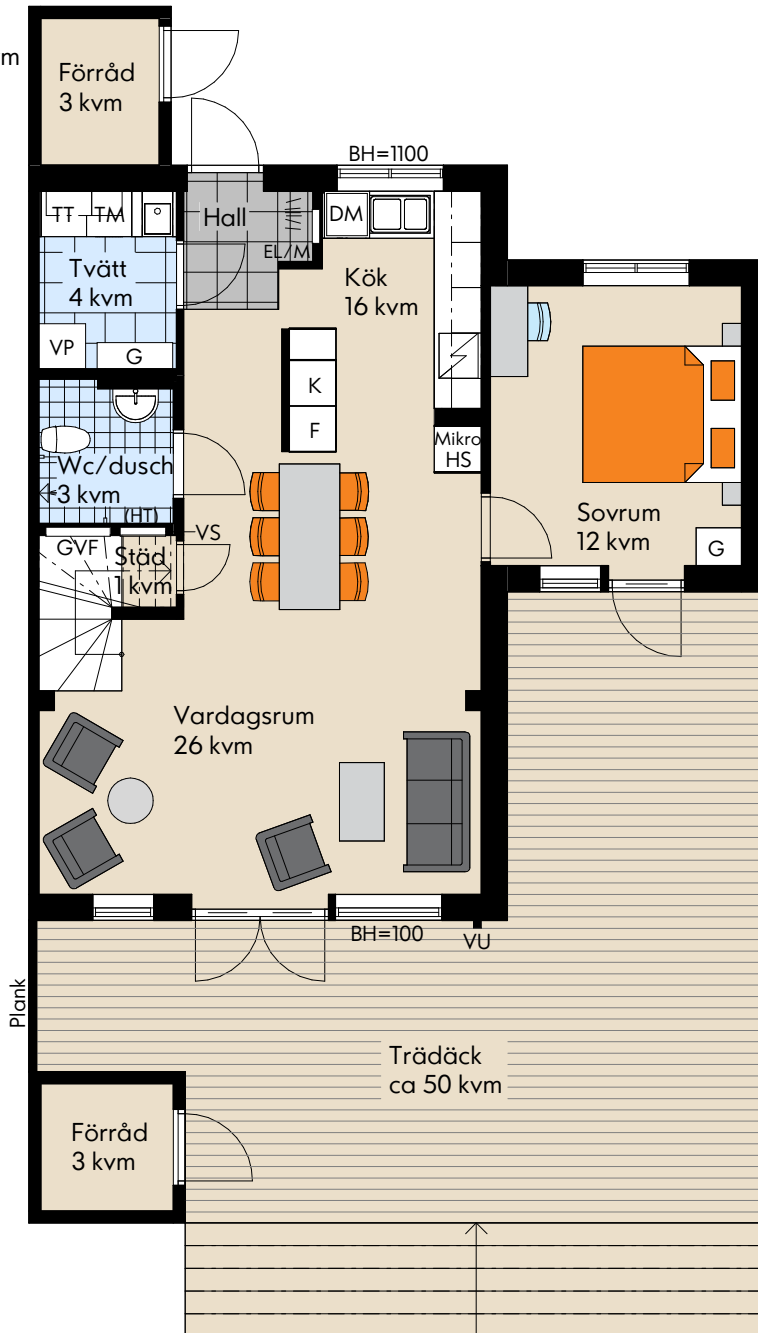 m
Förråd
3 kvm
BH=1100
TT TM
Hall
DM
EL/M
Tvätt
4 kvm
Kök
16 kvm
VP
G
K
F
Mikro
HS
Wc/dusch
3 kvm
(HT)
VS
GVF
Städ
1 kvm
Sovrum
12 kvm
G
Vardagsrum
26 kvm
BH=100
VU
Plank
Trädäck
ca 50 kvm
Förråd
3 kvm